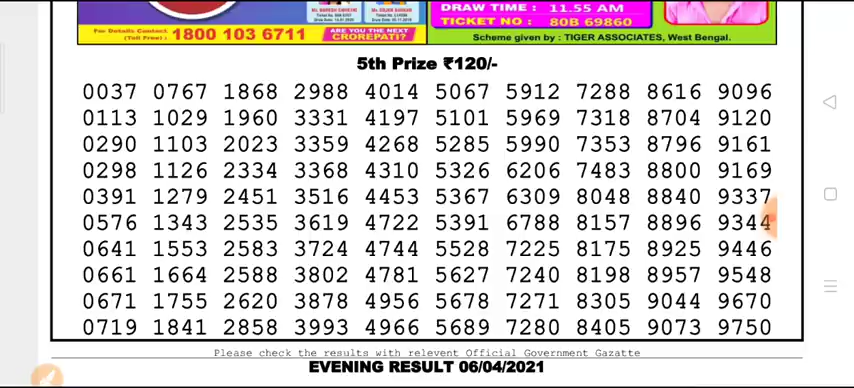 Mr. SURESH CHHETRI
Mr. SUJON SARKAR
For Details Contact (Toll Free): 1800 103 6711
ARE YOU THE NEXT CROREPATI?
DRAW TIME : 11.55 AM
TICKET NO : 80B 69860
Scheme given by : TIGER ASSOCIATES, West Bengal.
5th Prize ₹120/-
0037 0767 1868 2988 4014 5067 5912 7288 8616 9096
0113 1029 1960 3331 4197 5101 5969 7318 8704 9120
0290 1103 2023 3359 4268 5285 5990 7353 8796 9161
0298 1126 2334 3368 4310 5326 6206 7483 8800 9169
0391 1279 2451 3516 4453 5367 6309 8048 8840 9337
0576 1343 2535 3619 4722 5391 6788 8157 8896 9344
0641 1553 2583 3724 4744 5528 7225 8175 8925 9446
0661 1664 2588 3802 4781 5627 7240 8198 8957 9548
0671 1755 2620 3878 4956 5678 7271 8305 9044 9670
0719 1841 2858 3993 4966 5689 7280 8405 9073 9750
Please check the results with relevent Official Government Gazatte
EVENING RESULT 06/04/2021